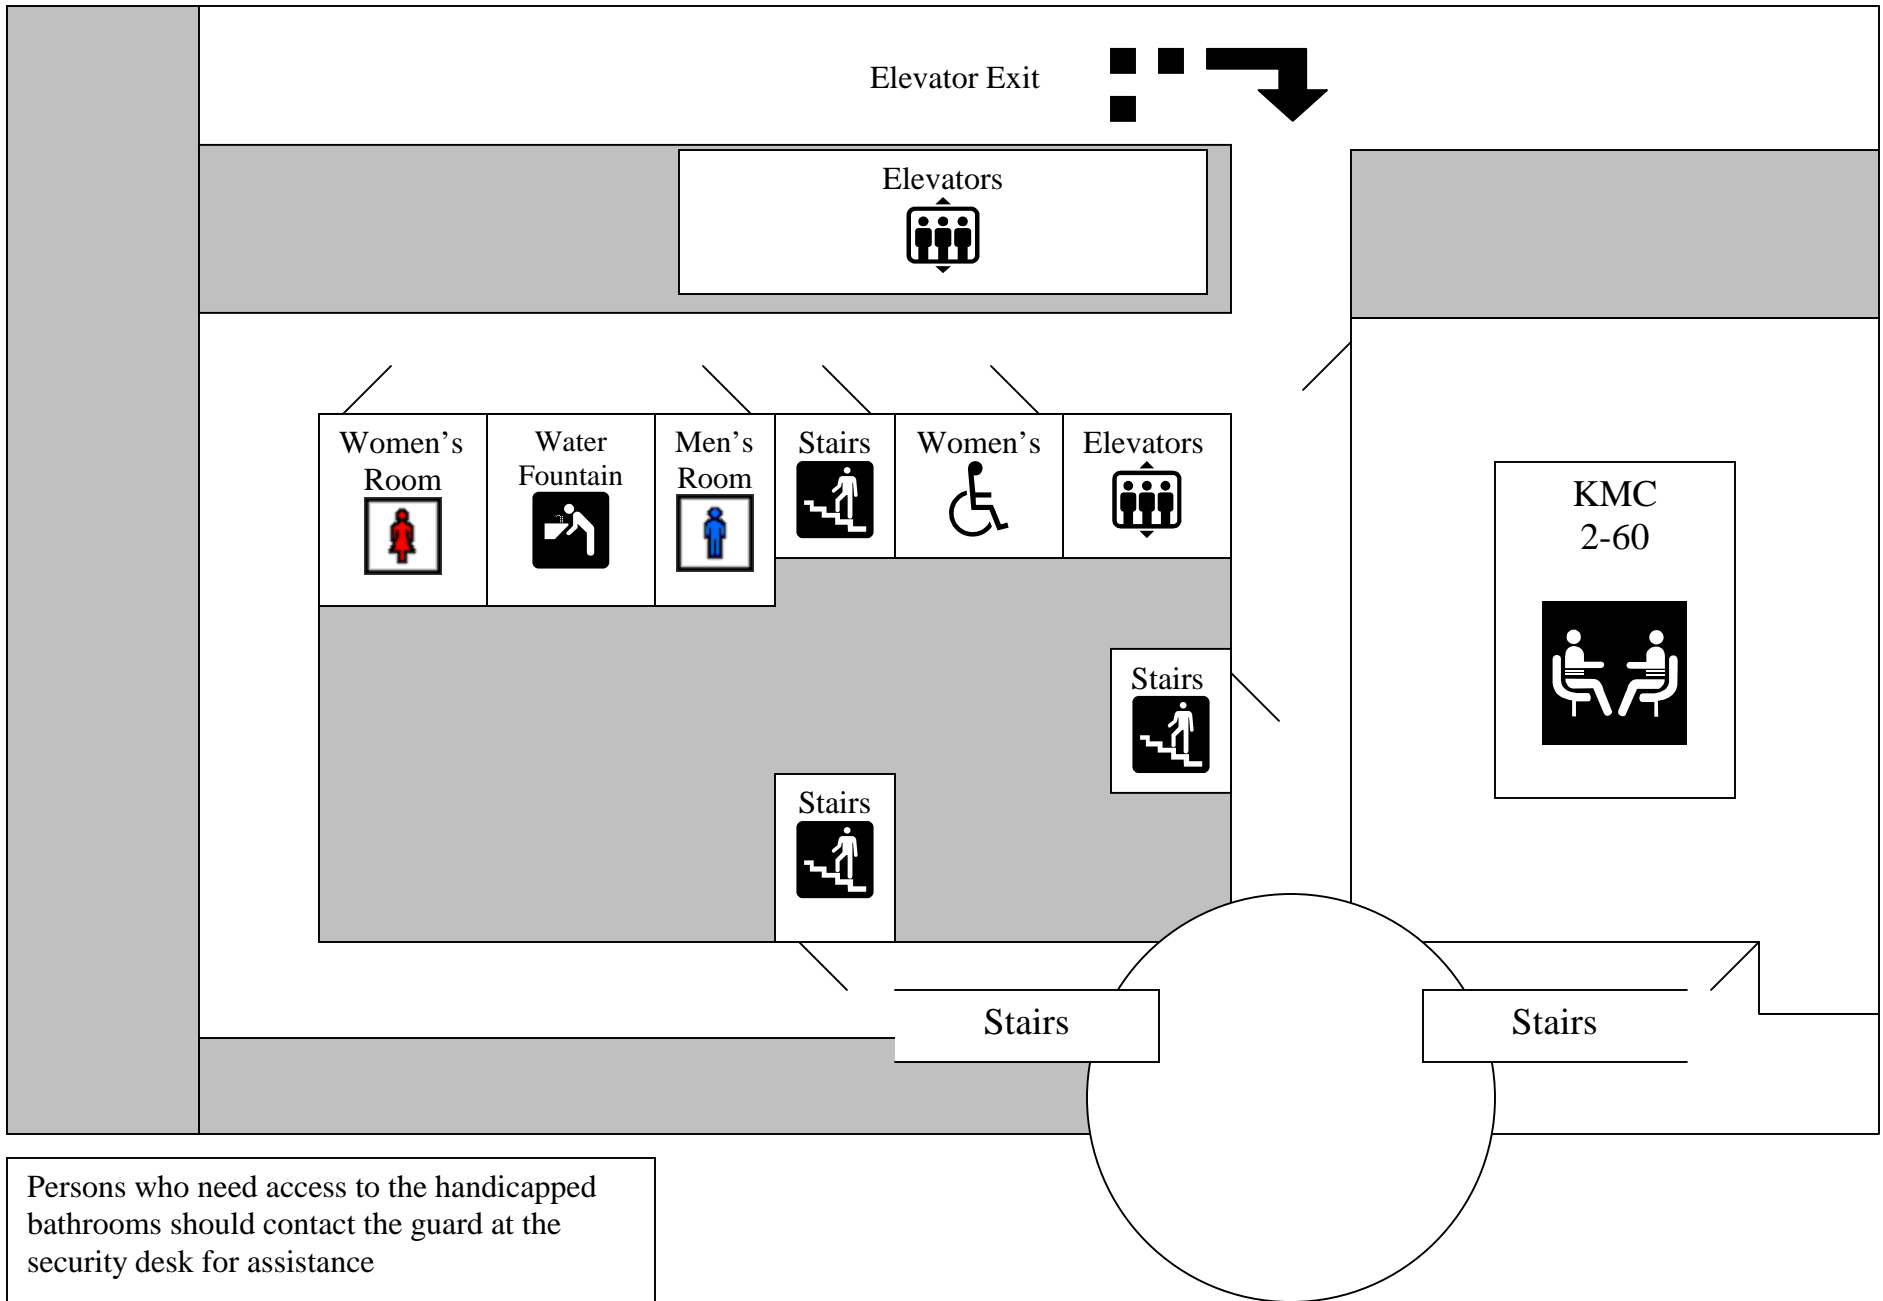 Elevator Exit
Elevators
Women's
Room
Water
Fountain
Men's
Room
Stairs
Women's
Elevators
KMC
2-60
Stairs
Stairs
Stairs
Stairs
Persons who need access to the handicapped
bathrooms should contact the guard at the
security desk for assistance